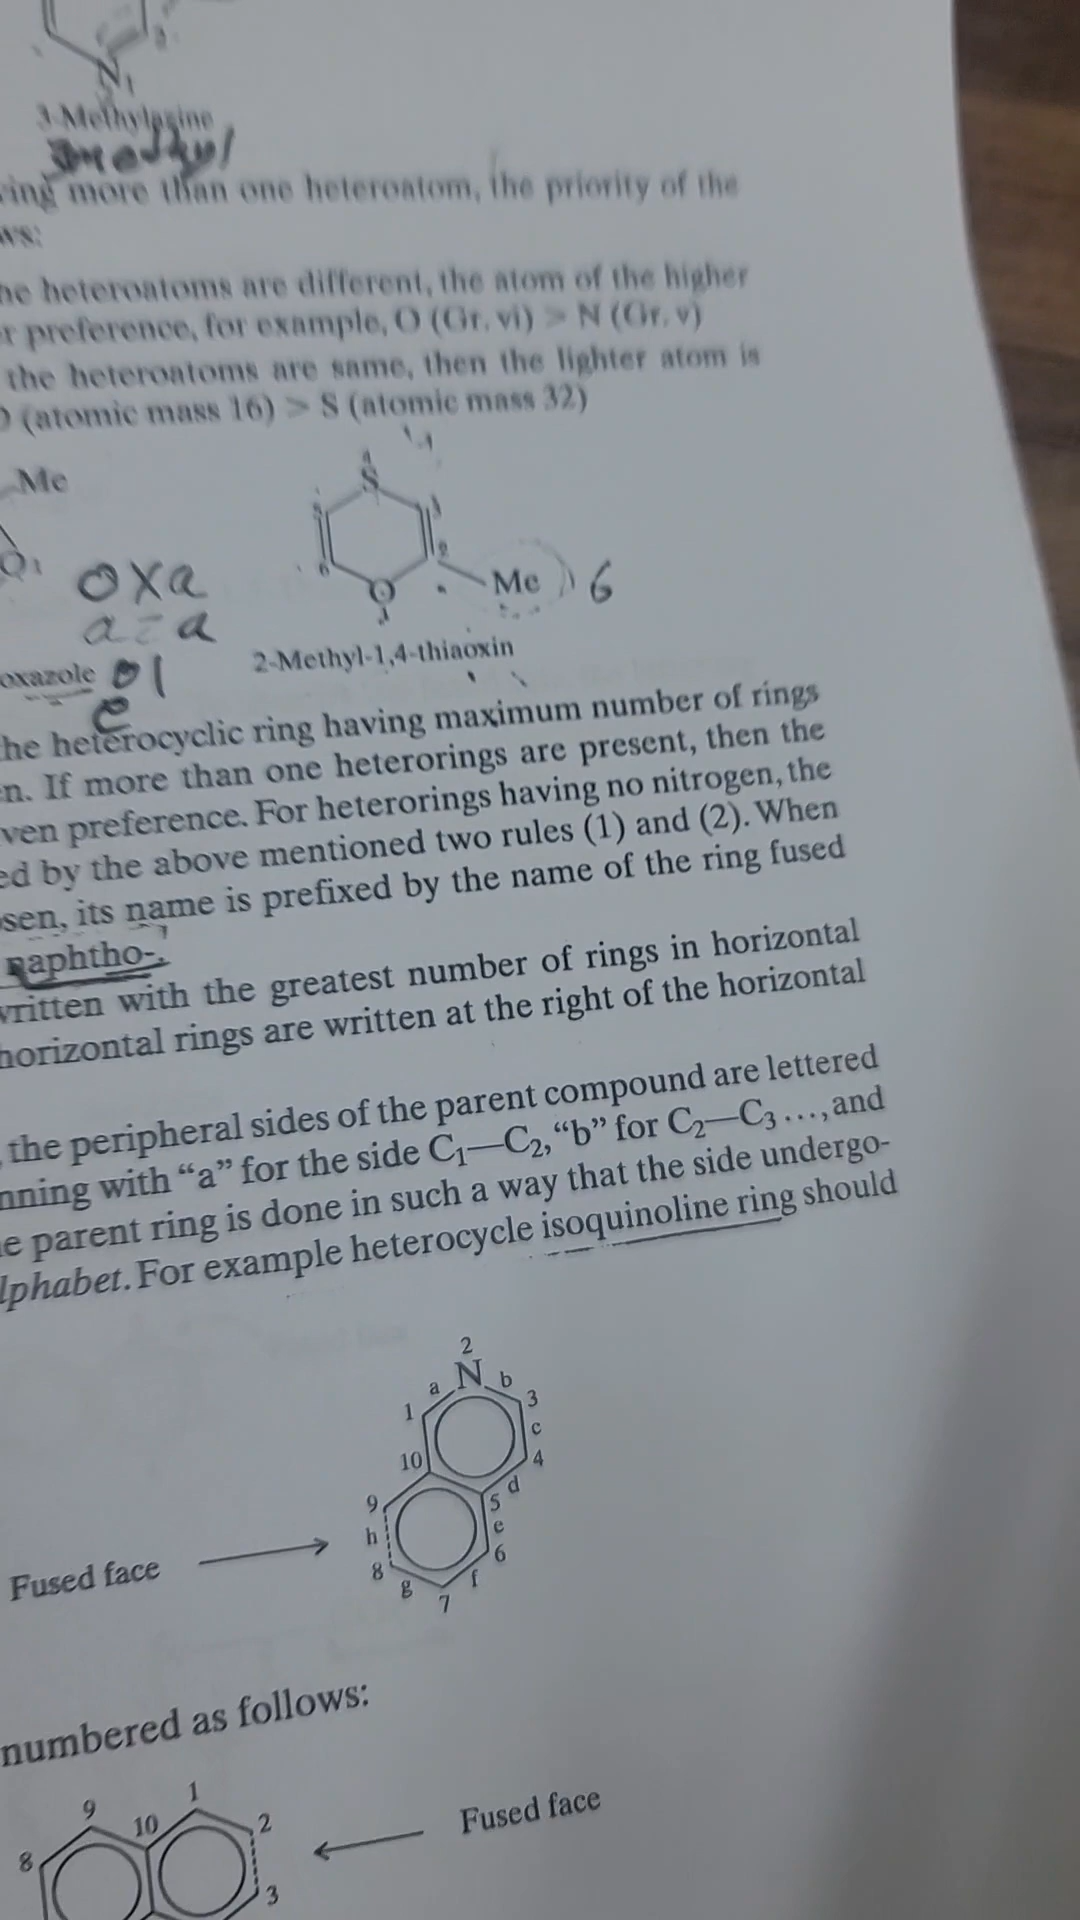 N1
3-Methylazine
methyl
more than one heteroatom, the priority of the
heteroatoms are different, the atom of the higher
preference, for example, O (Gr. vi) > N (Gr. v)
the heteroatoms are same, then the lighter atom is
(atomic mass 16) > S (atomic mass 32)
Me
S
O1
oxa
2
Me
6
O
a = a
oxazole ol
2-Methyl-1,4-thiaoxin
e
he heterocyclic ring having maximum number of rings
n. If more than one heterorings are present, then the
ven preference. For heterorings having no nitrogen, the
ed by the above mentioned two rules (1) and (2). When
sen, its name is prefixed by the name of the ring fused
naphtho-.
written with the greatest number of rings in horizontal
horizontal rings are written at the right of the horizontal
the peripheral sides of the parent compound are lettered
nning with “a” for the side C1—C2, “b” for C2—C3 ..., and
e parent ring is done in such a way that the side undergo-
lphabet. For example heterocycle isoquinoline ring should
2
a N b
1 3
c
10 4
d
9 5
h e
8 6
g f
7
Fused face
numbered as follows:
1
9 10 2
Fused face
8
3